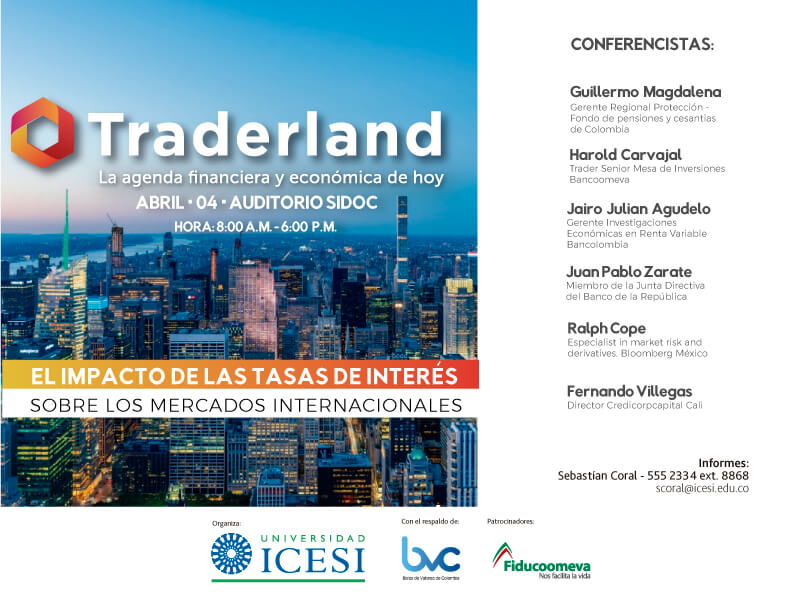 Traderland
La agenda financiera y económica de hoy
ABRIL • 04 • AUDITORIO SIDOC
HORA: 8:00 A.M. - 6:00 P.M.
EL IMPACTO DE LAS TASAS DE INTERÉS
SOBRE LOS MERCADOS INTERNACIONALES
CONFERENCISTAS:
Guillermo Magdalena
Gerente Regional Protección -
Fondo de pensiones y cesantias
de Colombia
Harold Carvajal
Trader Senior Mesa de Inversiones
Bancoomeva
Jairo Julian Agudelo
Gerente Investigaciones
Económicas en Renta Variable
Bancolombia
Juan Pablo Zarate
Miembro de la Junta Directiva
del Banco de la República
Ralph Cope
Especialist in market risk and
derivatives. Bloomberg México
Fernando Villegas
Director Credicorpcapital Cali
Informes:
Sebastían Coral - 555 2334 ext. 8868
scoral@icesi.edu.co
Organiza:
UNIVERSIDAD
ICESI
Con el respaldo de:
bvc
Bolsa de Valores de Colombia
Patrocinadores:
Fiducoomeva
Nos facilita la vida